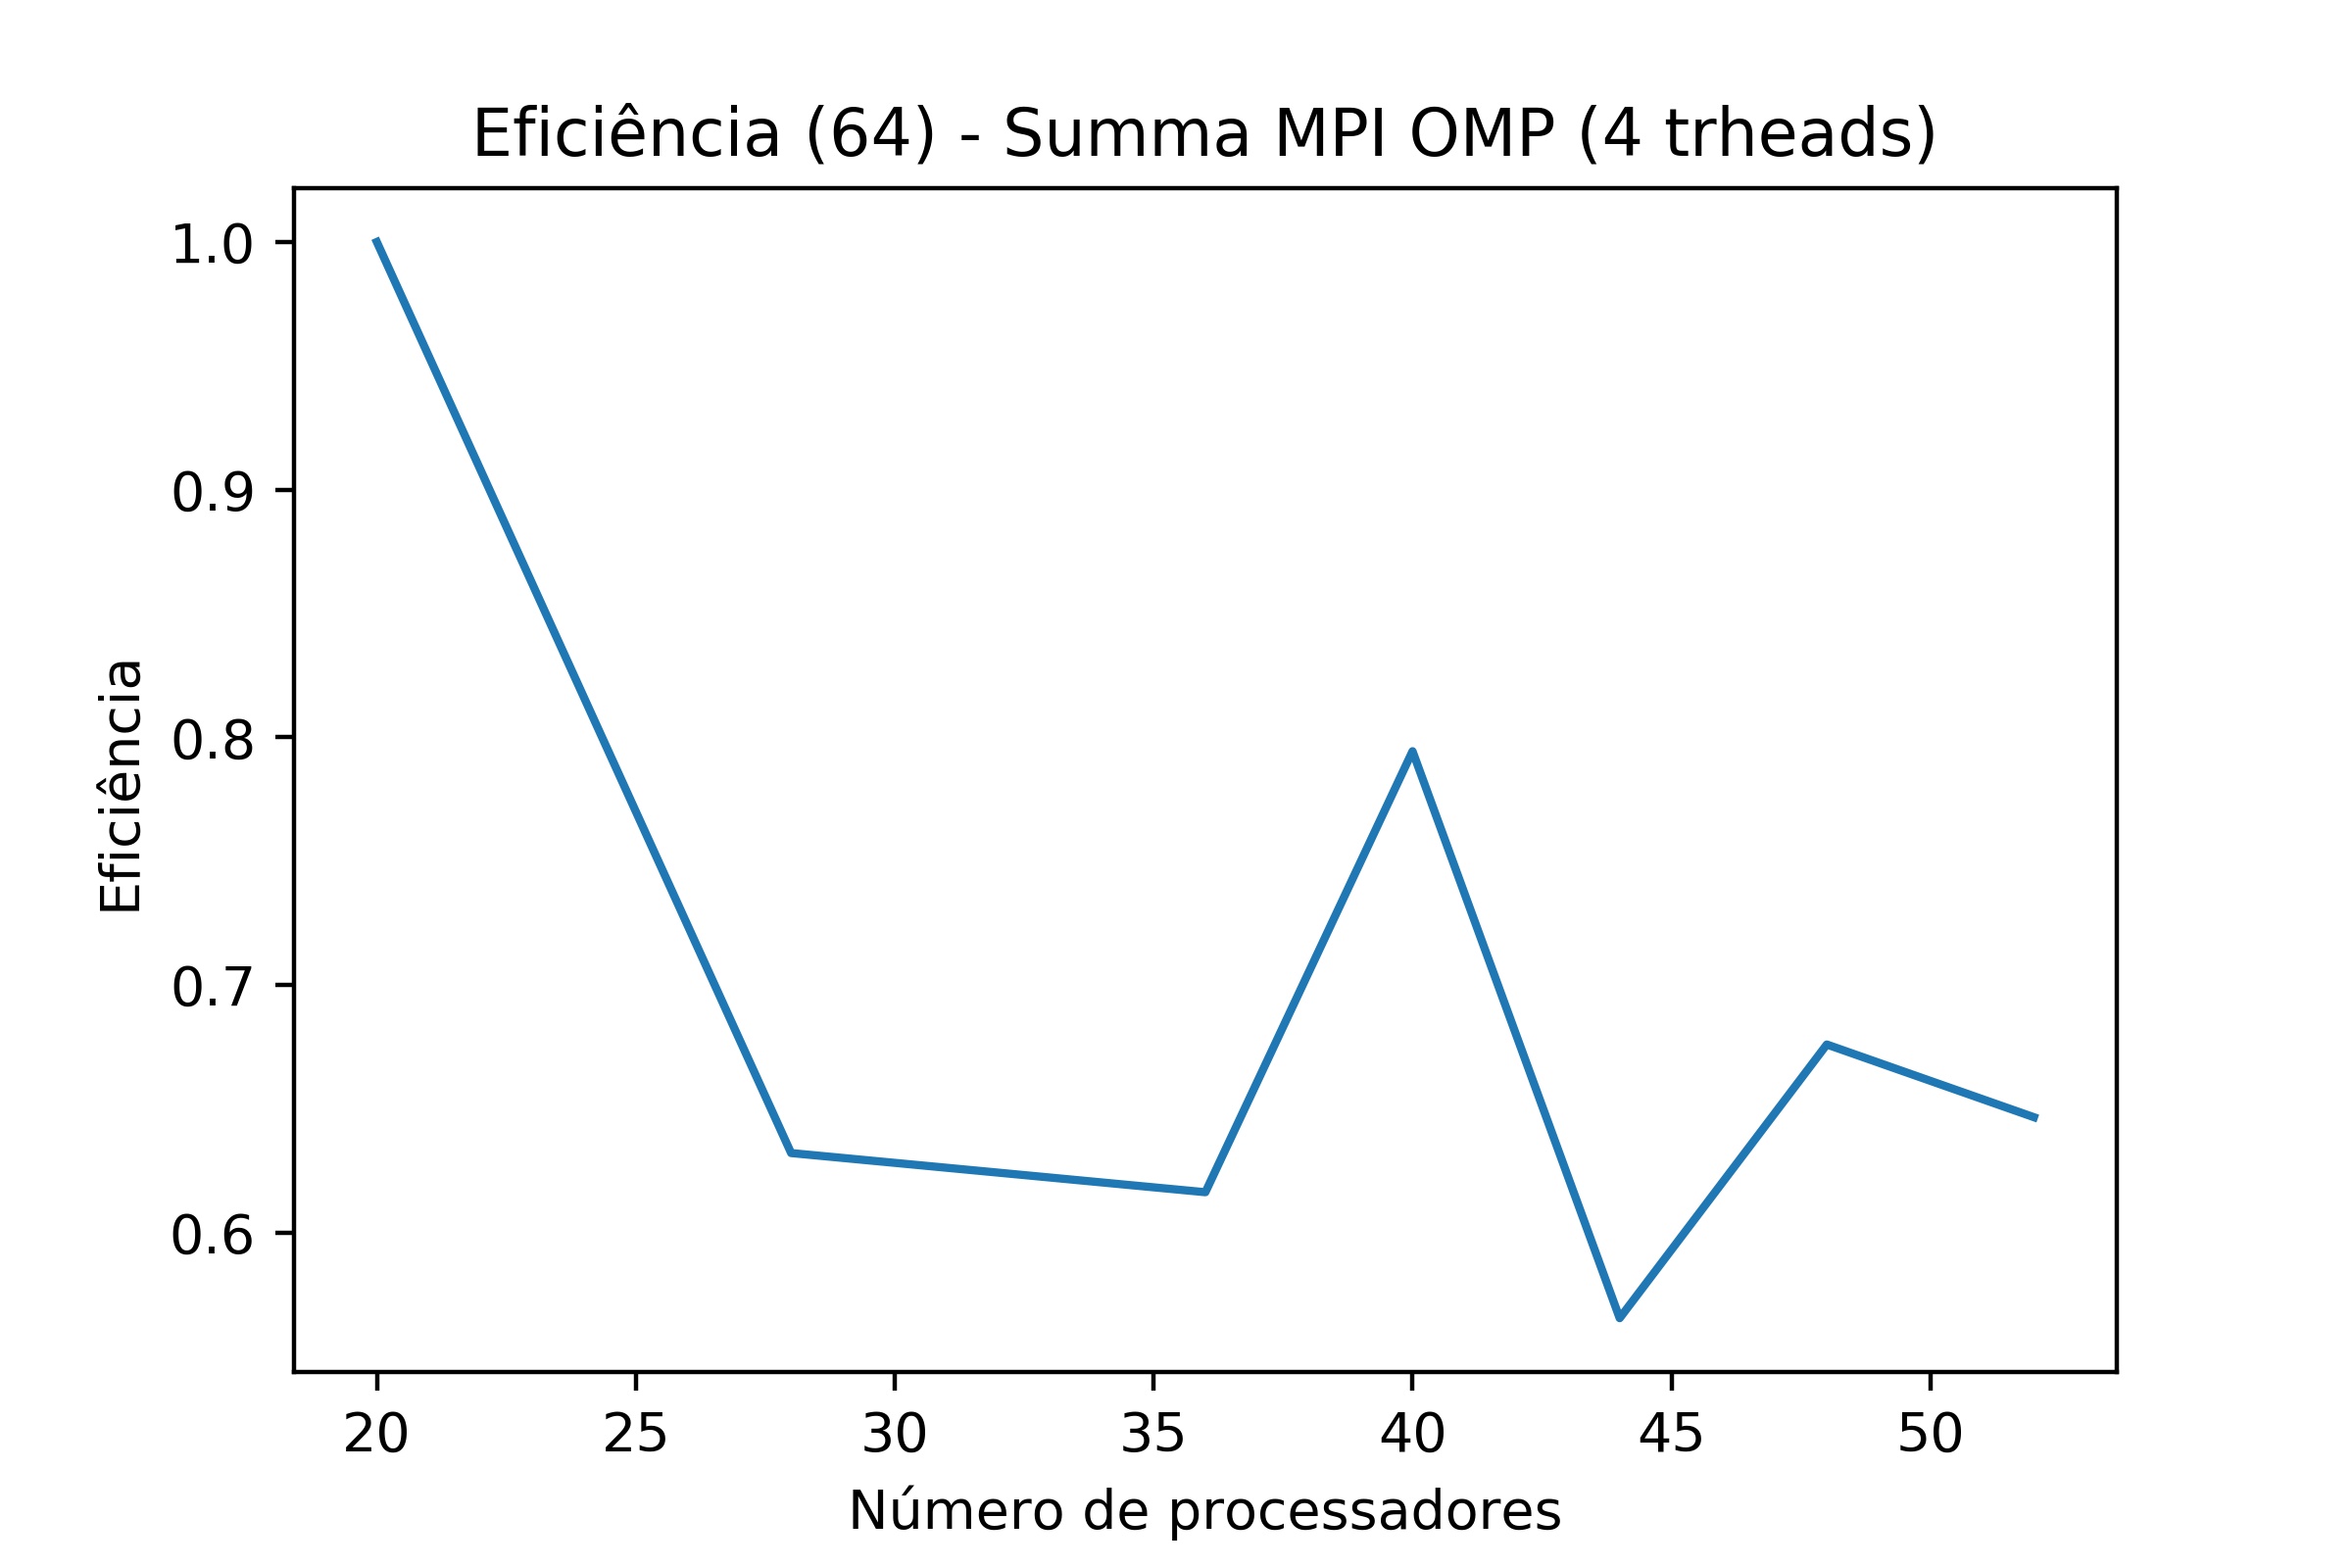 Eficiência (64) - Summa MPI OMP (4 trheads)
1.0
0.9
0.8
0.7
0.6
Eficiência
20 25 30 35 40 45 50
Número de processadores